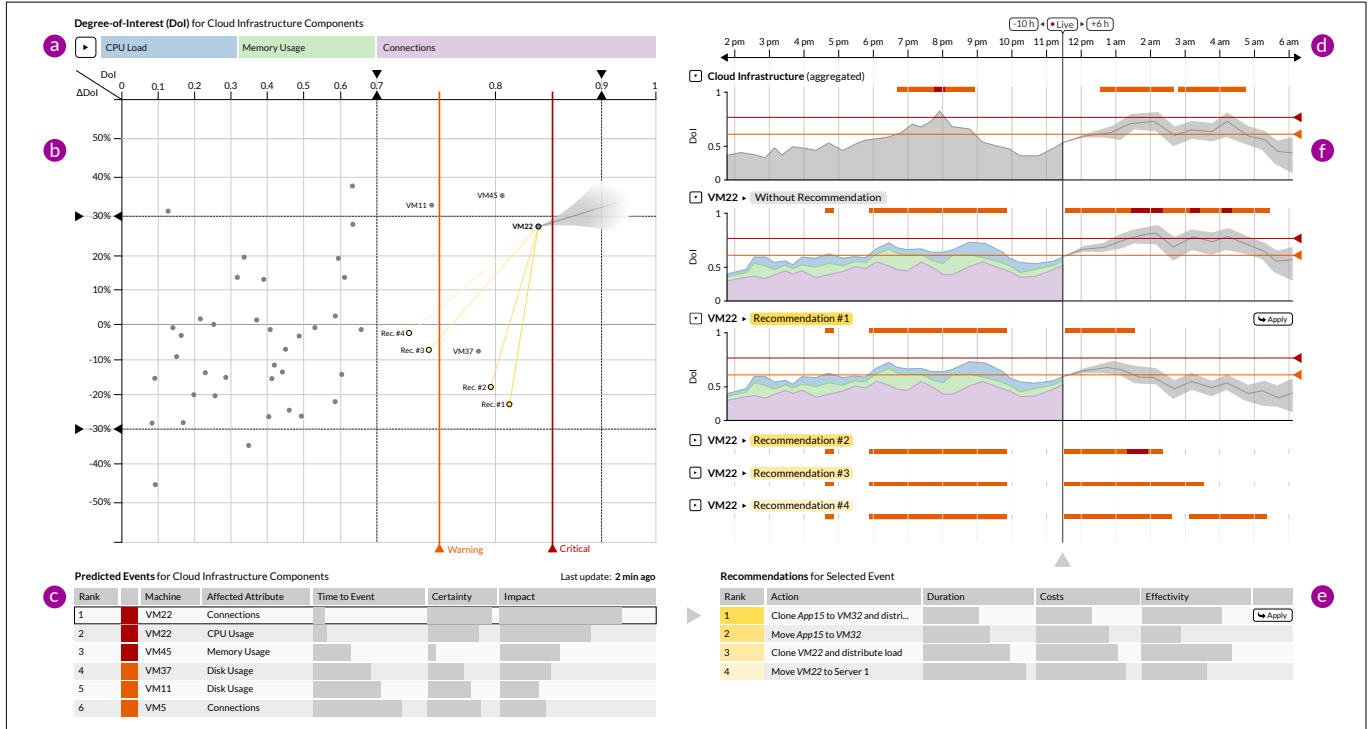 Degree-of-Interest (DoI) for Cloud Infrastructure Components
a
CPU Load
Memory Usage
Connections
DoI
ΔDoI
0 0.1 0.2 0.3 0.4 0.5 0.6 0.7 0.8 0.9 1
b
50%
40%
30%
20%
10%
0%
-10%
-20%
-30%
-40%
-50%
VM45
VM11
VM22
Rec. #4
Rec. #3
VM37
Rec. #2
Rec. #1
Warning
Critical
-10 h
Live
+6 h
2 pm 3 pm 4 pm 5 pm 6 pm 7 pm 8 pm 9 pm 10 pm 11 pm 12 pm 1 am 2 am 3 am 4 am 5 am 6 am
d
Cloud Infrastructure (aggregated)
1
DoI
0.5
0
f
VM22 ▸ Without Recommendation
1
DoI
0.5
0
VM22 ▸ Recommendation #1
Apply
1
DoI
0.5
0
VM22 ▸ Recommendation #2
VM22 ▸ Recommendation #3
VM22 ▸ Recommendation #4
Predicted Events for Cloud Infrastructure Components
Last update: 2 min ago
c
Rank Machine Affected Attribute Time to Event Certainty Impact
1 VM22 Connections
2 VM22 CPU Usage
3 VM45 Memory Usage
4 VM37 Disk Usage
5 VM11 Disk Usage
6 VM5 Connections
Recommendations for Selected Event
e
Rank Action Duration Costs Effectivity
1 Clone App15 to VM32 and distri... Apply
2 Move App15 to VM32
3 Clone VM22 and distribute load
4 Move VM22 to Server 1